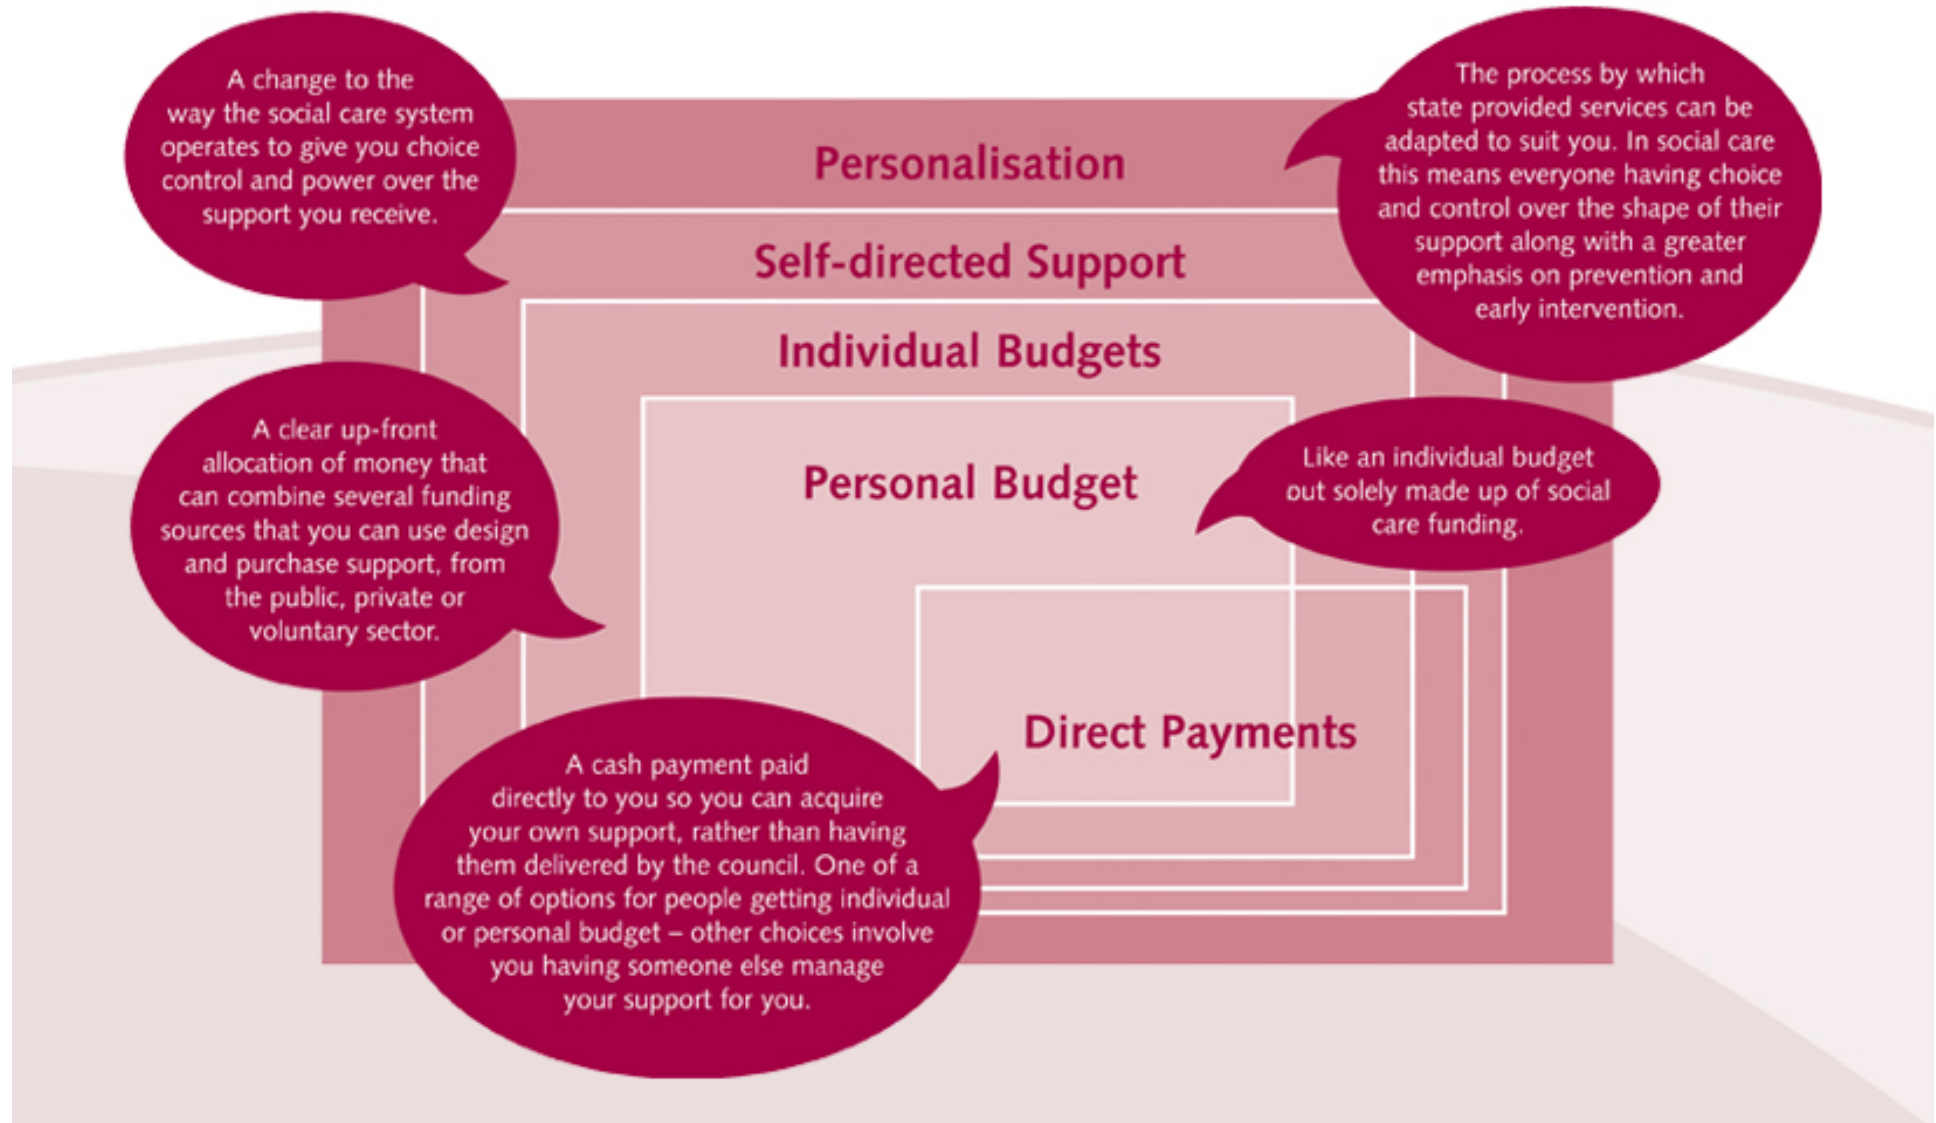 A change to the
way the social care system
operates to give you choice
control and power over the
support you receive.
Personalisation
The process by which
state provided services can be
adapted to suit you. In social care
this means everyone having choice
and control over the shape of their
support along with a greater
emphasis on prevention and
early intervention.
Self-directed Support
Individual Budgets
A clear up-front
allocation of money that
can combine several funding
sources that you can use design
and purchase support, from
the public, private or
voluntary sector.
Personal Budget
Like an individual budget
but solely made up of social
care funding.
Direct Payments
A cash payment paid
directly to you so you can acquire
your own support, rather than having
them delivered by the council. One of a
range of options for people getting individual
or personal budget – other choices involve
you having someone else manage
your support for you.